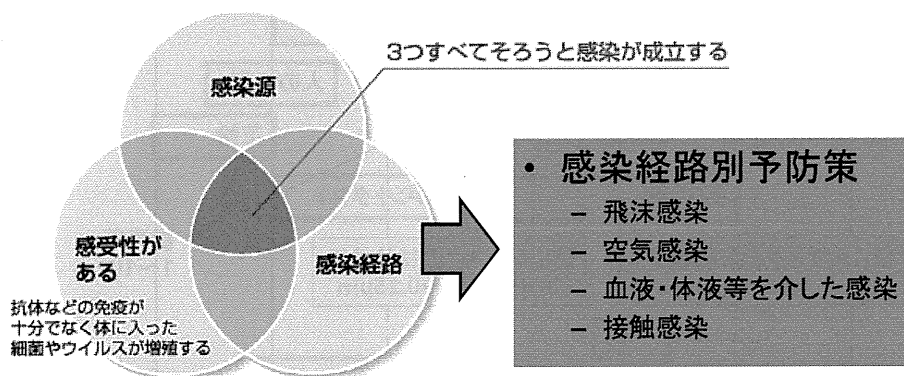 3つすべてそろうと感染が成立する
感染源
感受性が
ある
抗体などの免疫が
十分でなく体に入った
細菌やウイルスが増殖する
感染経路
• 感染経路別予防策
– 飛沫感染
– 空気感染
– 血液・体液等を介した感染
– 接触感染